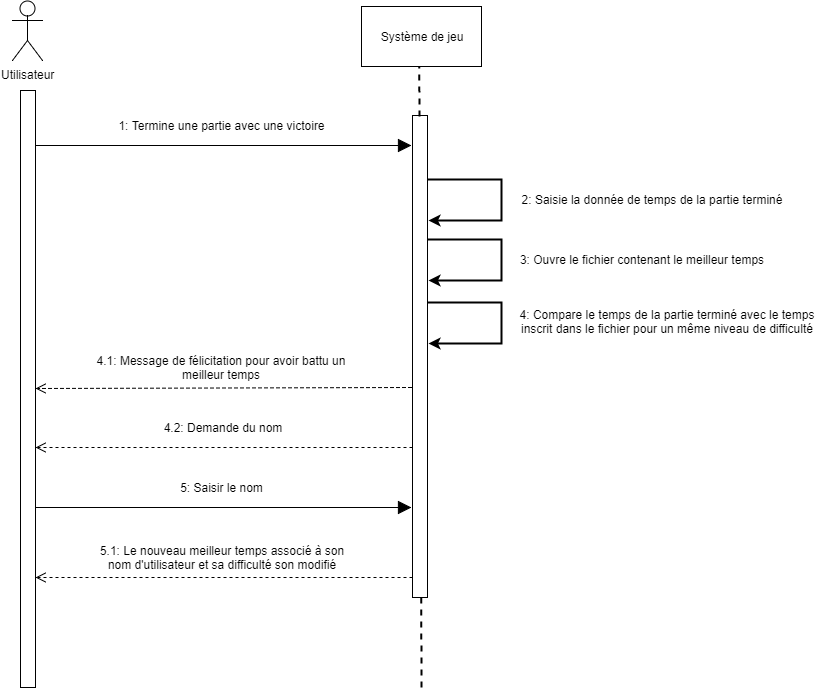 Système de jeu
Utilisateur
1: Termine une partie avec une victoire
2: Saisie la donnée de temps de la partie terminé
3: Ouvre le fichier contenant le meilleur temps
4: Compare le temps de la partie terminé avec le temps
inscrit dans le fichier pour un même niveau de difficulté
4.1: Message de félicitation pour avoir battu un
meilleur temps
4.2: Demande du nom
5: Saisir le nom
5.1: Le nouveau meilleur temps associé à son
nom d'utilisateur et sa difficulté son modifié